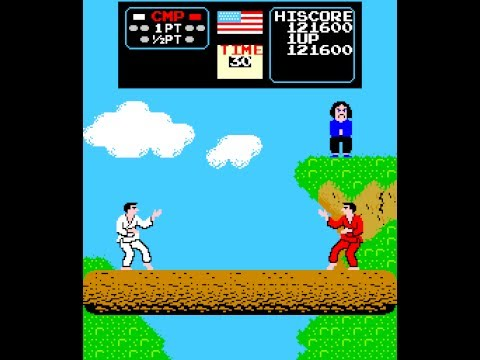 CMP
1PT
½PT
TIME
30
HISCORE
121600
1UP
121600